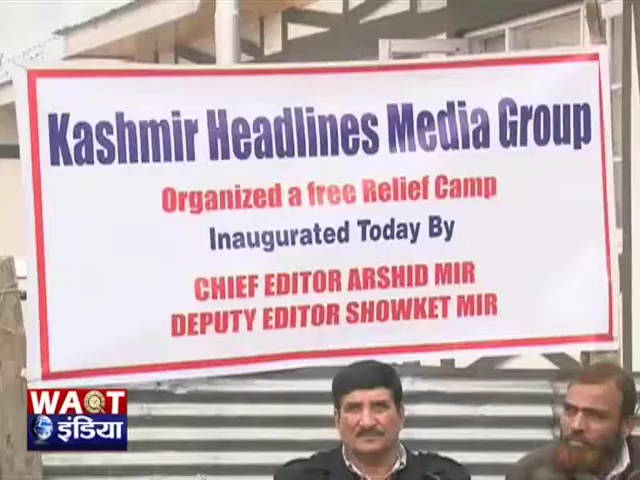 Kashmir Headlines Media Group
Organized a free Relief Camp
Inaugurated Today By
CHIEF EDITOR ARSHID MIR
DEPUTY EDITOR SHOWKET MIR
WAQT
इंडिया